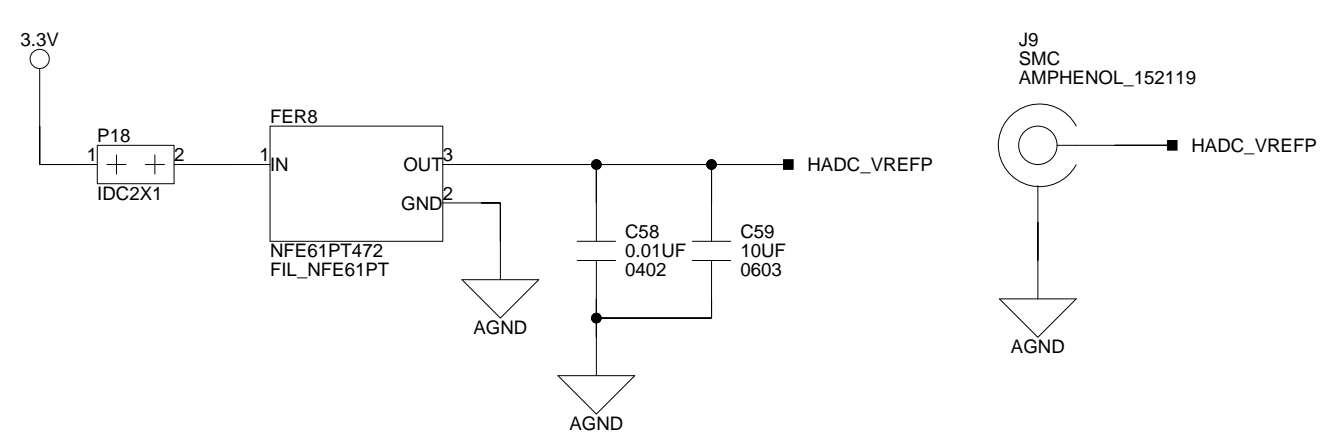 3.3V
P18
1
2
IDC2X1
FER8
1
IN
OUT
3
GND
2
NFE61PT472
FIL_NFE61PT
AGND
HADC_VREFP
C58
0.01UF
0402
C59
10UF
0603
AGND
J9
SMC
AMPHENOL_152119
HADC_VREFP
AGND